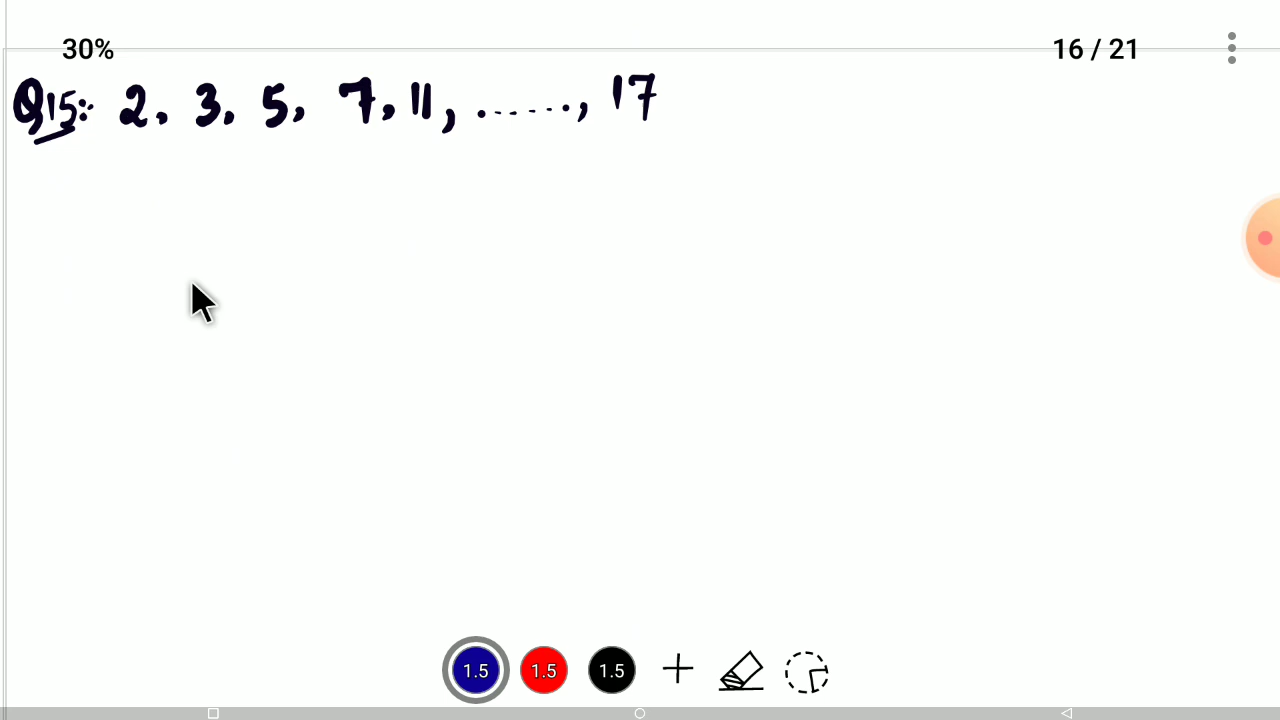 30%
16 / 21
Q15:- 2, 3, 5, 7, 11, ......, 17
1.5 1.5 1.5